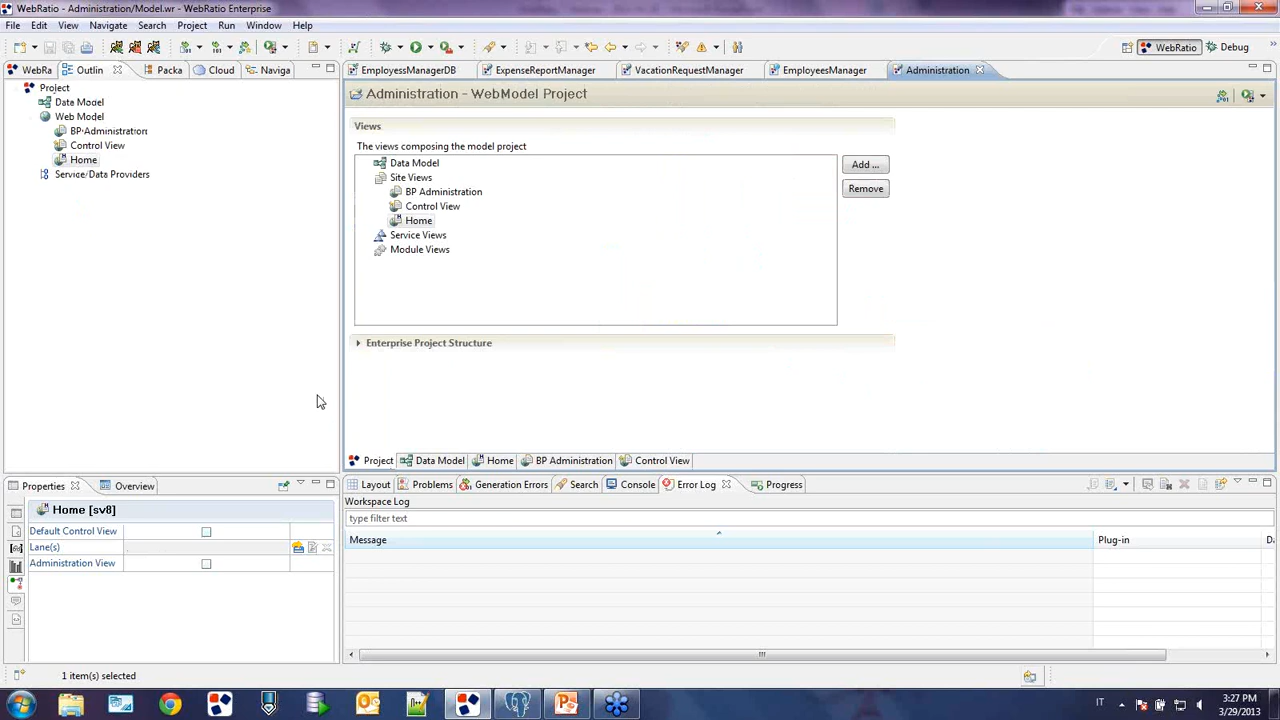 WebRatio - Administration/Model.wr - WebRatio Enterprise
File Edit View Navigate Search Project Run Window Help
WebRatio Debug
WebRa Outlin Packa Cloud Naviga
EmployeesManagerDB ExpenseReportManager VacationRequestManager EmployeesManager Administration
Project
Data Model
Web Model
BP Administration
Control View
Home
Service/Data Providers
Administration - WebModel Project
Views
The views composing the model project
Data Model
Site Views
BP Administration
Control View
Home
Service Views
Module Views
Add ...
Remove
Enterprise Project Structure
Project Data Model Home BP Administration Control View
Properties Overview
Home [sv8]
Default Control View
Lane(s)
Administration View
Layout Problems Generation Errors Search Console Error Log Progress
Workspace Log
type filter text
Message Plug-in Da
1 item(s) selected
IT
3:27 PM
3/29/2013